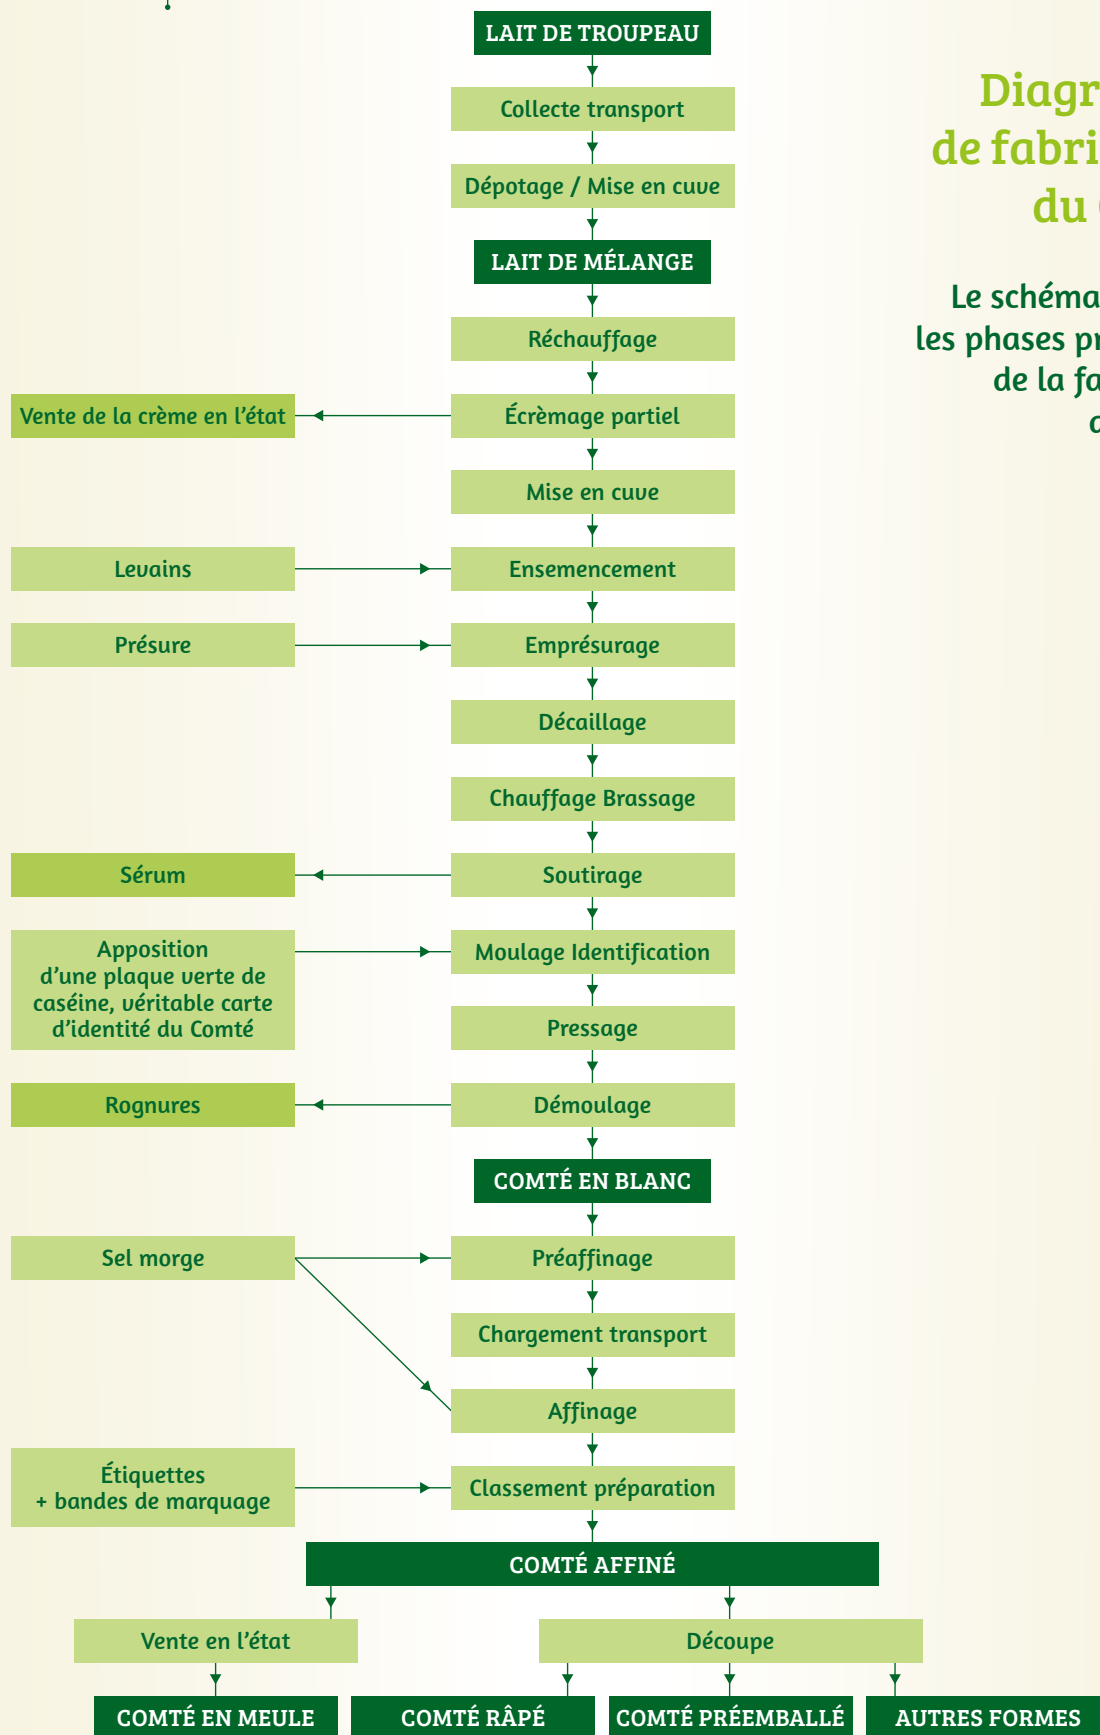 LAIT DE TROUPEAU
Collecte transport
Dépotage / Mise en cuve
LAIT DE MÉLANGE
Réchauffage
Vente de la crème en l’état
Écrèmage partiel
Mise en cuve
Levains
Ensemencement
Présure
Emprésurage
Décaillage
Chauffage Brassage
Sérum
Soutirage
Apposition
d’une plaque verte de
caséine, véritable carte
d’identité du Comté
Moulage Identification
Pressage
Rognures
Démoulage
COMTÉ EN BLANC
Sel morge
Préaffinage
Chargement transport
Affinage
Étiquettes
+ bandes de marquage
Classement préparation
COMTÉ AFFINÉ
Vente en l’état
Découpe
COMTÉ EN MEULE
COMTÉ RÂPÉ
COMTÉ PRÉEMBALLÉ
AUTRES FORMES
Diagr
de fabri
du
Le schéma
les phases pr
de la fa